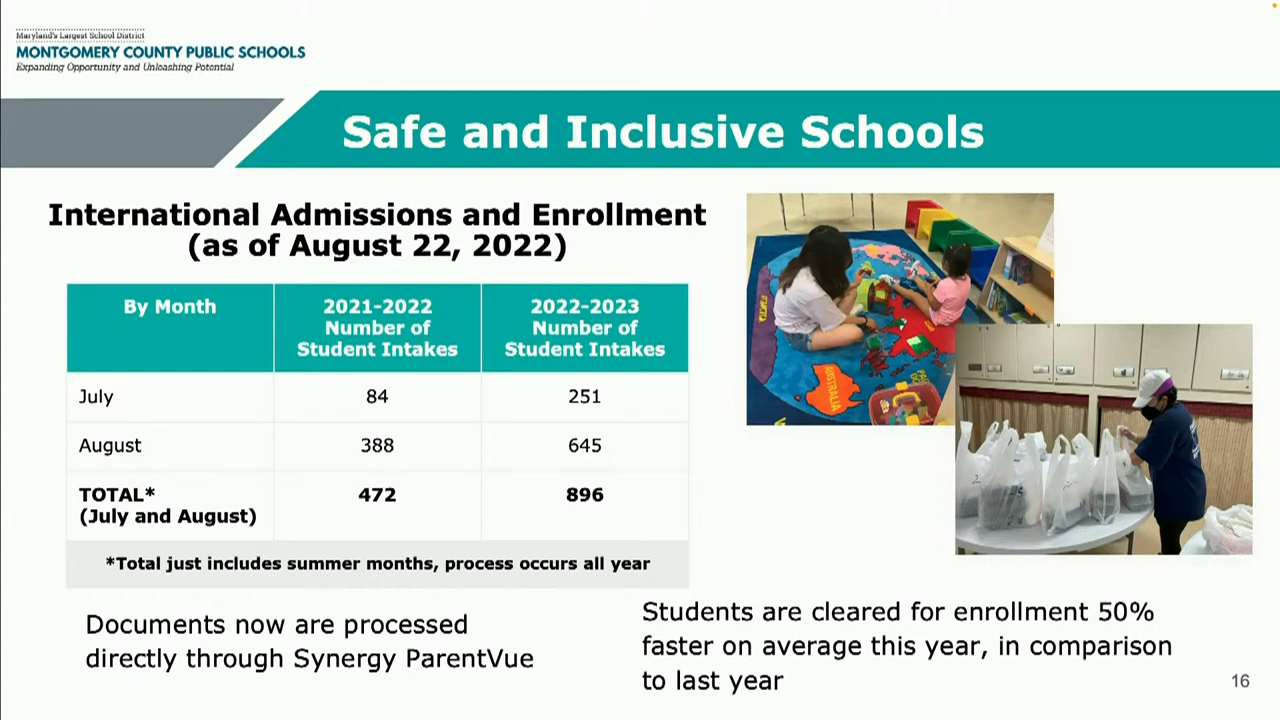 Maryland's Largest School District
MONTGOMERY COUNTY PUBLIC SCHOOLS
Expanding Opportunity and Unleashing Potential
Safe and Inclusive Schools
International Admissions and Enrollment
(as of August 22, 2022)
By Month
2021-2022
Number of
Student Intakes
2022-2023
Number of
Student Intakes
July
84
251
August
388
645
TOTAL*
(July and August)
472
896
*Total just includes summer months, process occurs all year
AUSTRALIA
Documents now are processed
directly through Synergy ParentVue
Students are cleared for enrollment 50%
faster on average this year, in comparison
to last year
16